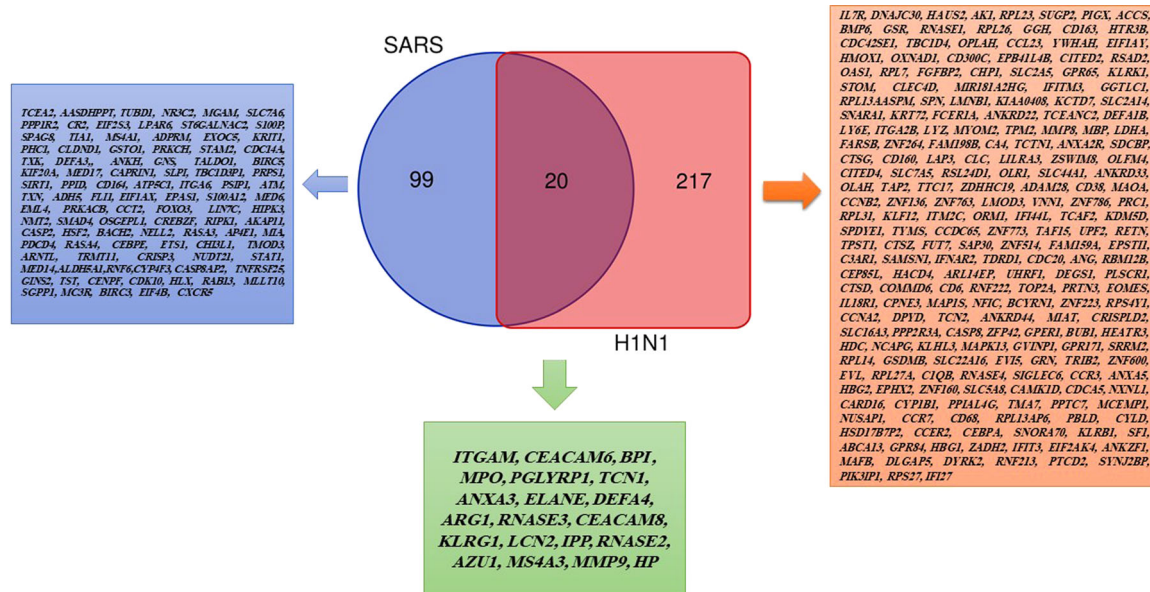 SARS
99
20
217
H1N1
TCEA2, AASDHPPT, TUBD1, NR3C2, MGAM, SLC7A6,
PPP1R2, CR2, EIF2S3, LPAR6, ST6GALNAC2, S100P,
SPAG8, TIA1, MS4A1, ADPRM, EXOC5, KRIT1,
PHC1, CLDND1, GSTO1, PRKCH, STAM2, CDC14A,
TXK, DEFA3,, ANKH, GNS, TALDO1, BIRC5,
KIF20A, MED17, CAPRIN1, SLPI, TBC1D3P1, PRPS1,
SIRT1, PPID, CD164, ATP5C1, ITGA6, PSIP1, ATM,
TXN, ADH5, FLI1, EIF1AX, EPAS1, S100A12, MED6,
EML4, PRKACB, CCT2, FOXO3, LIN7C, HIPK3,
NMT2, SMAD4, OSGEPL1, CREBZF, RIPK1, AKAP11,
CASP2, HSF2, BACH2, NELL2, RASA3, AP4E1, MIA,
PDCD4, RASA4, CEBPE, ETS1, CHI3L1, TMOD3,
ARNTL, TRMT11, CRISP3, NUDT21, STAT1,
MED14,ALDH5A1,RNF6,CYP4F3, CASP8AP2, TNFRSF25,
GINS2, TST, CENPF, CDK10, HLX, RAB13, MLLT10,
SGPP1, MC3R, BIRC3, EIF4B, CXCR5
ITGAM, CEACAM6, BPI,
MPO, PGLYRP1, TCN1,
ANXA3, ELANE, DEFA4,
ARG1, RNASE3, CEACAM8,
KLRG1, LCN2, IPP, RNASE2,
AZU1, MS4A3, MMP9, HP
IL7R, DNAJC30, HAUS2, AK1, RPL23, SUGP2, PIGX, ACCS,
BMP6, GSR, RNASE1, RPL26, GGH, CD163, HTR3B,
CDC42SE1, TBC1D4, OPLAH, CCL23, YWHAH, EIF1AY,
HMOX1, OXNAD1, CD300C, EPB41L4B, CITED2, RSAD2,
OAS1, RPL7, FGFBP2, CHP1, SLC2A5, GPR65, KLRK1,
STOM, CLEC4D, MIR181A2HG, IFITM3, GGTLC1,
RPL13AASPM, SPN, LMNB1, KIAA0408, KCTD7, SLC2A14,
SNARA1, KRT72, FCER1A, ANKRD22, TCEANC2, DEFA1B,
LY6E, ITGA2B, LYZ, MYOM2, TPM2, MMP8, MBP, LDHA,
FARSB, ZNF264, FAM198B, CA4, TCTN1, ANXA2R, SDCBP,
CTSG, CD160, LAP3, CLC, LILRA3, ZSWIM8, OLFM4,
CITED4, SLC7A5, RSL24D1, OLR1, SLC44A1, ANKRD33,
OLAH, TAP2, TTC17, ZDHHC19, ADAM28, CD38, MAOA,
CCNB2, ZNF136, ZNF763, LMOD3, VNN1, ZNF786, PRC1,
RPL31, KLF12, ITM2C, ORM1, IFI44L, TCAF2, KDM5D,
SPDYE1, TYMS, CCDC65, ZNF773, TAF15, UPF2, RETN,
TPST1, CTSZ, FUT7, SAP30, ZNF514, FAM159A, EPSTI1,
C3AR1, SAMSN1, IFNAR2, TDRD1, CDC20, ANG, RBM12B,
CEP85L, HACD4, ARL14EP, UHRF1, DEGS1, PLSCR1,
CTSD, COMMD6, CD6, RNF222, TOP2A, PRTN3, EOMES,
IL18R1, CPNE3, MAP1S, NFIC, BCYRN1, ZNF223, RPS4Y1,
CCNA2, DPYD, TCN2, ANKRD44, MIAT, CRISPLD2,
SLC16A3, PPP2R3A, CASP8, ZFP42, GPER1, BUB1, HEATR3,
HDC, NCAPG, KLHL3, MAPK13, GVINP1, GPR171, SRRM2,
RPL14, GSDMB, SLC22A16, EVI5, GRN, TRIB2, ZNF600,
EVL, RPL27A, C1QB, RNASE4, SIGLEC6, CCR3, ANXA5,
HBG2, EPHX2, ZNF160, SLC5A8, CAMK1D, CDCA5, NXNL1,
CARD16, CYP1B1, PPIAL4G, TMA7, PPTC7, MCEMP1,
NUSAP1, CCR7, CD68, RPL13AP6, PBLD, CYLD,
HSD17B7P2, CCER2, CEBPA, SNORA70, KLRB1, SF1,
ABCA13, GPR84, HBG1, ZADH2, IFIT3, EIF2AK4, ANKZF1,
MAFB, DLGAP5, DYRK2, RNF213, PTCD2, SYNJ2BP,
PIK3IP1, RPS27, IFI27